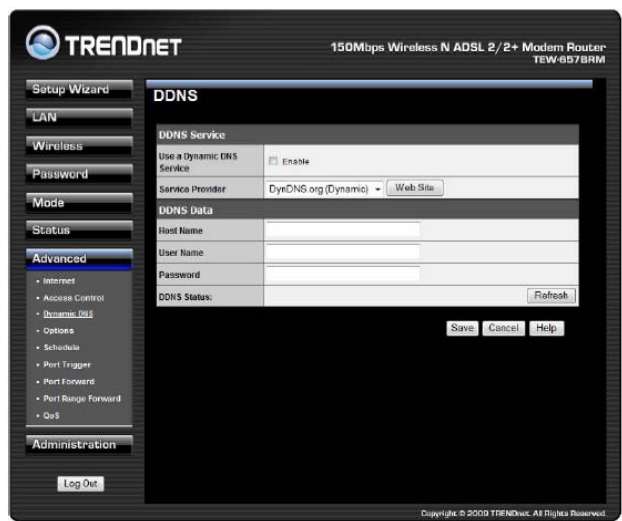 TRENDNET
150Mbps Wireless N ADSL 2/2+ Modem Router
TEW-657BRM
Setup Wizard
LAN
Wireless
Password
Mode
Status
Advanced
• Internet
• Access Control
• Dynamic DNS
• Options
• Schedule
• Port Trigger
• Port Forward
• Port Range Forward
• QoS
Administration
Log Out
DDNS
DDNS Service
Use a Dynamic DNS
Service
Enable
Service Provider
DynDNS.org (Dynamic)
Web Site
DDNS Data
Host Name
User Name
Password
DDNS Status:
Refresh
Save Cancel Help
Copyright © 2009 TRENDnet. All Rights Reserved.